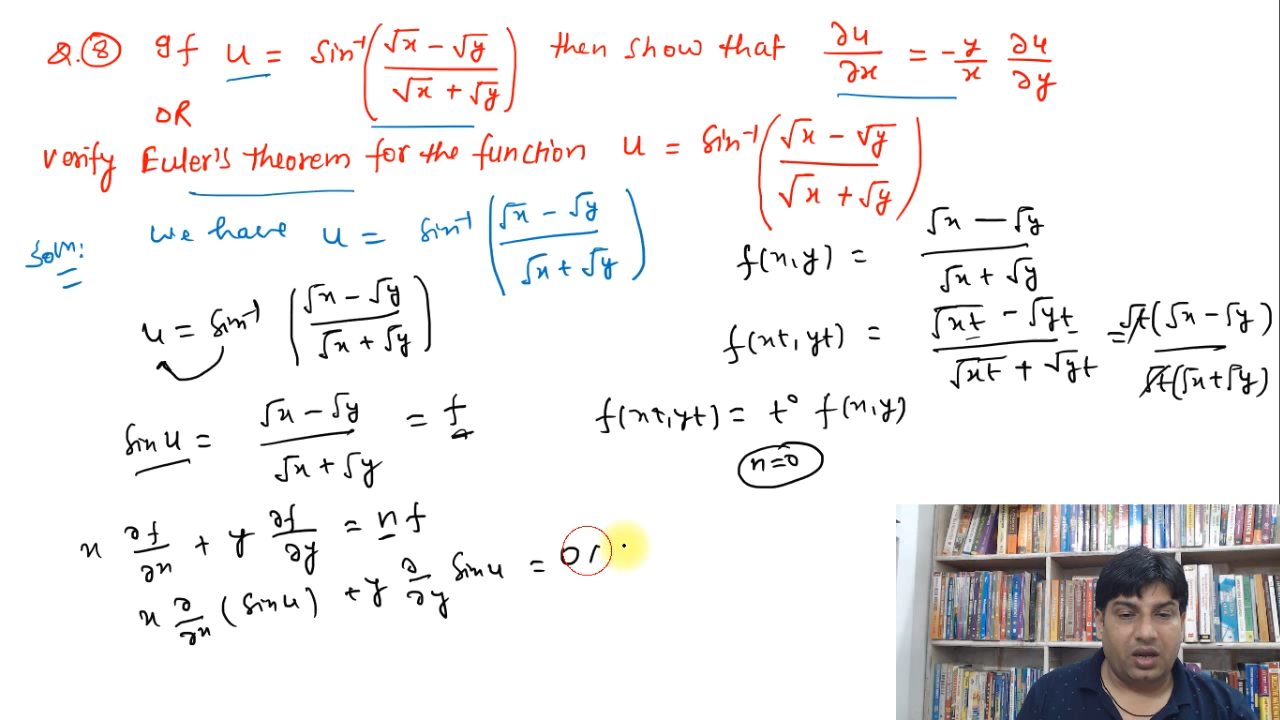 Q. (8) If u = sin⁻¹((√x − √y)/(√x + √y)) then show that ∂u/∂x = −y/x ∂u/∂y
OR
Verify Euler's theorem for the function u = sin⁻¹((√x − √y)/(√x + √y))
Soln: we have u = sin⁻¹((√x − √y)/(√x + √y))
u = sin⁻¹((√x − √y)/(√x + √y))
sin u = (√x − √y)/(√x + √y) = f
x ∂f/∂x + y ∂f/∂y = nf
x ∂/∂x (sin u) + y ∂/∂y sin u = 0
f(x,y) = (√x − √y)/(√x + √y)
f(xt, yt) = (√xt − √yt)/(√xt + √yt) = √t(√x − √y)/√t(√x + √y)
f(xt, yt) = t⁰ f(x,y)
n=0